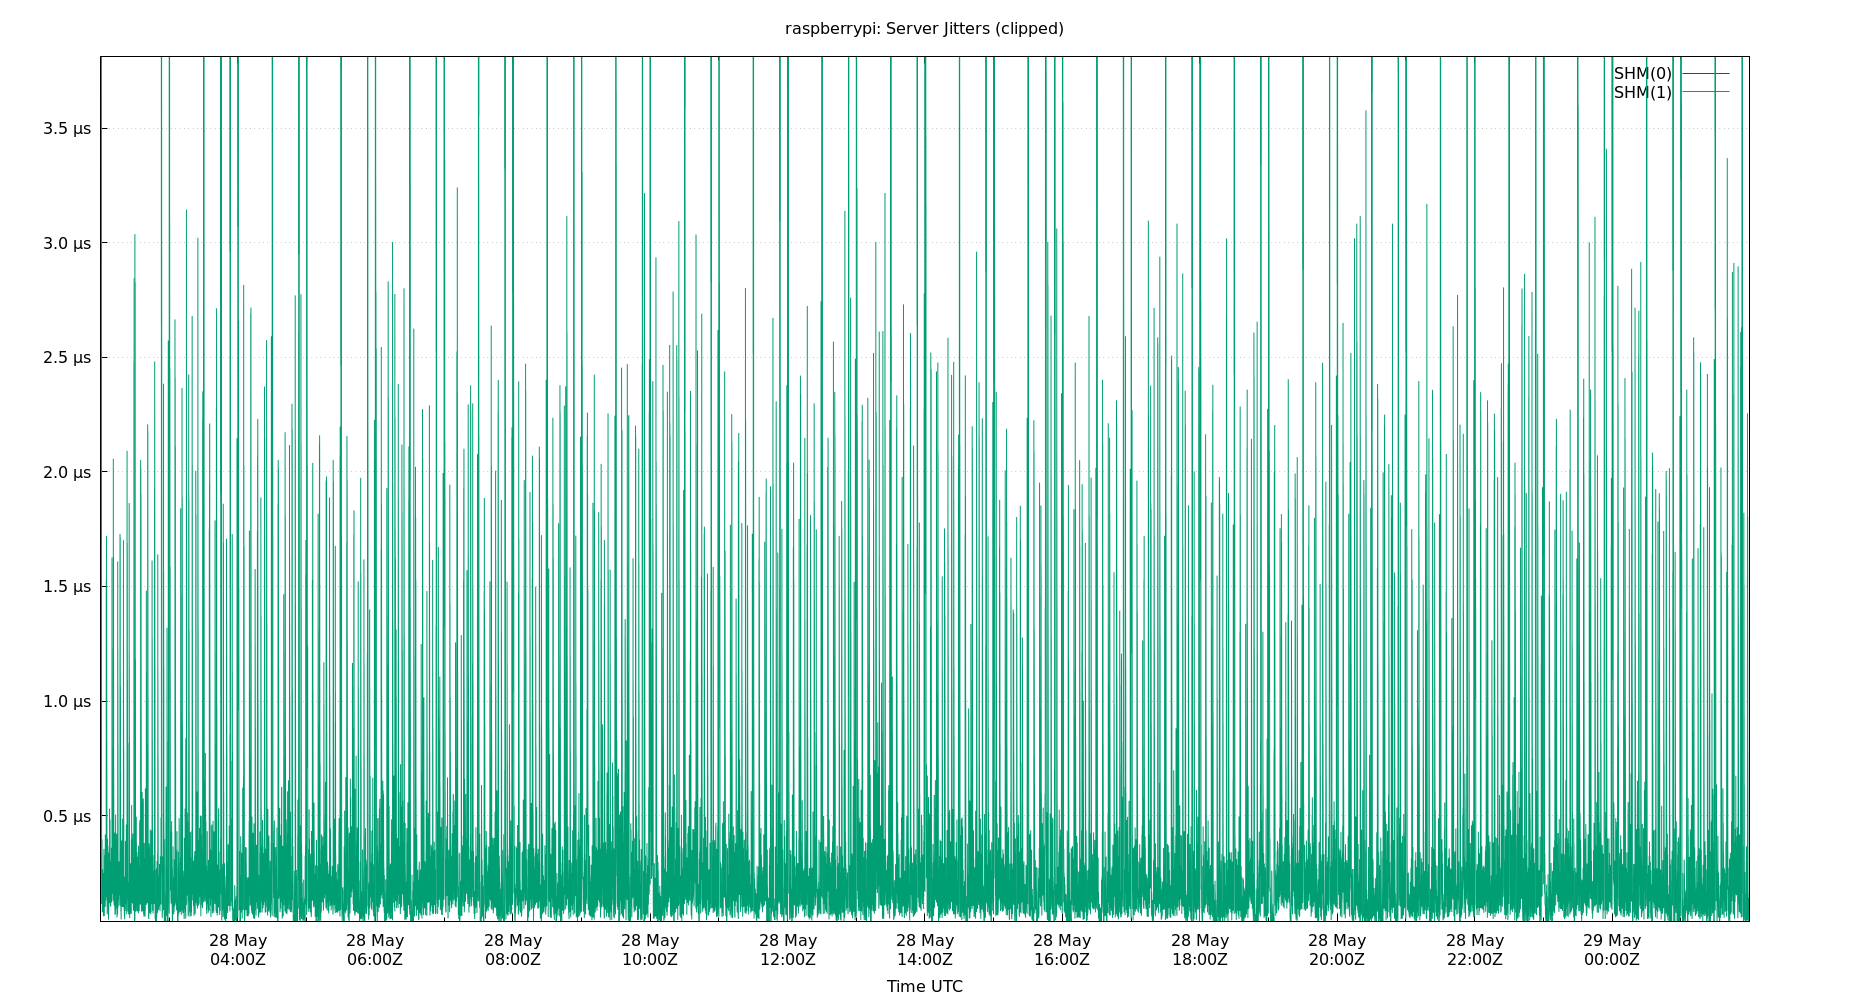 raspberrypi: Server Jitters (clipped)
SHM(0)
SHM(1)
3.5 µs
3.0 µs
2.5 µs
2.0 µs
1.5 µs
1.0 µs
0.5 µs
28 May 28 May 28 May 28 May 28 May 28 May 28 May 28 May 28 May 28 May 29 May
04:00Z 06:00Z 08:00Z 10:00Z 12:00Z 14:00Z 16:00Z 18:00Z 20:00Z 22:00Z 00:00Z
Time UTC